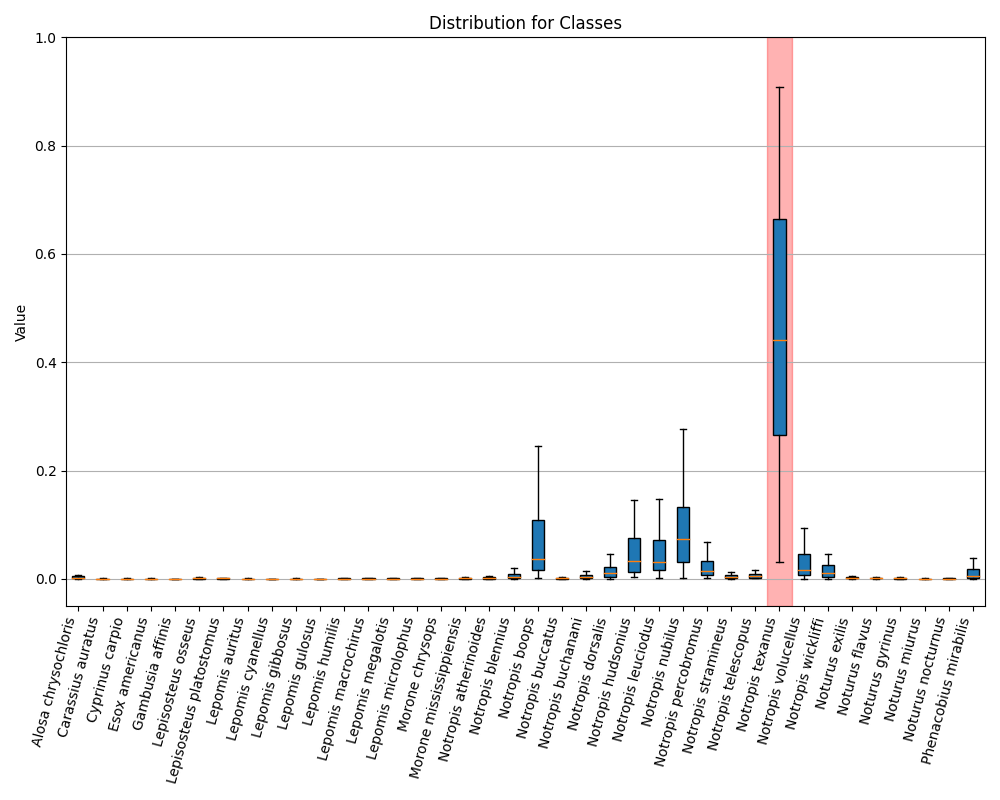 Distribution for Classes
Value
1.0
0.8
0.6
0.4
0.2
0.0
Alosa chrysochloris
Carassius auratus
Cyprinus carpio
Esox americanus
Gambusia affinis
Lepisosteus osseus
Lepisosteus platostomus
Lepomis auritus
Lepomis cyanellus
Lepomis gibbosus
Lepomis gulosus
Lepomis humilis
Lepomis macrochirus
Lepomis megalotis
Lepomis microlophus
Morone chrysops
Morone mississippiensis
Notropis atherinoides
Notropis blennius
Notropis boops
Notropis buccatus
Notropis buchanani
Notropis dorsalis
Notropis hudsonius
Notropis leuciodus
Notropis nubilus
Notropis percobromus
Notropis stramineus
Notropis telescopus
Notropis texanus
Notropis volucellus
Notropis wickliffi
Noturus exilis
Noturus flavus
Noturus gyrinus
Noturus miurus
Noturus nocturnus
Phenacobius mirabilis